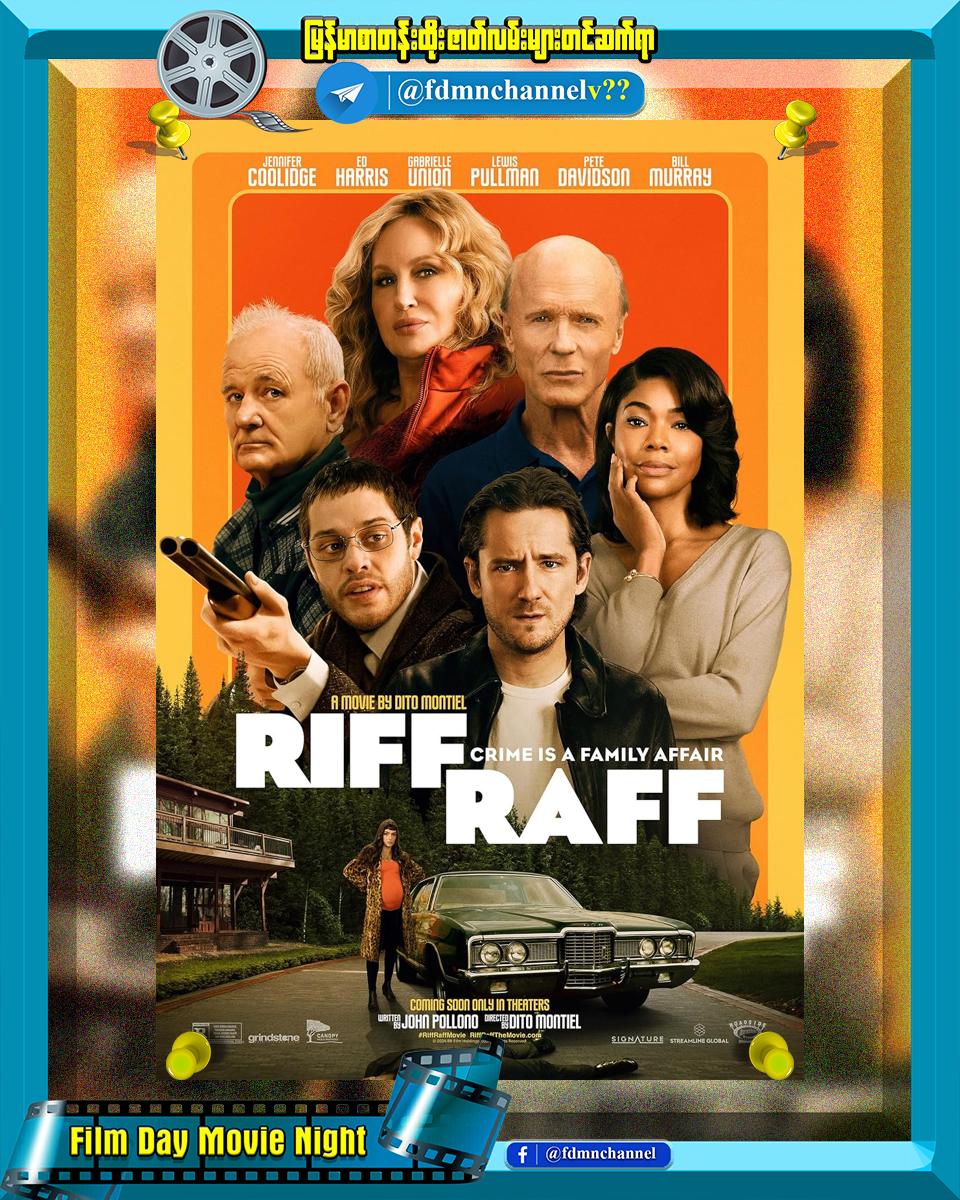 မြန်မာစာတန်းထိုးဇာတ်လမ်းများတင်ဆက်ရာ
@fdmnchannelv??
JENNIFER COOLIDGE ED HARRIS GABRIELLE UNION LEWIS PULLMAN PETE DAVIDSON BILL MURRAY
A MOVIE BY DITO MONTIEL
RIFF
CRIME IS A FAMILY AFFAIR
RAFF
COMING SOON ONLY IN THEATERS
WRITTEN BY JOHN POLLONO DIRECTED BY DITO MONTIEL
#RiffRaffMovie RiffRaffTheMovie.com
grindstone CANOPY SIGNATURE STREAMLINE GLOBAL ROADSIDE
Film Day Movie Night
@fdmnchannel